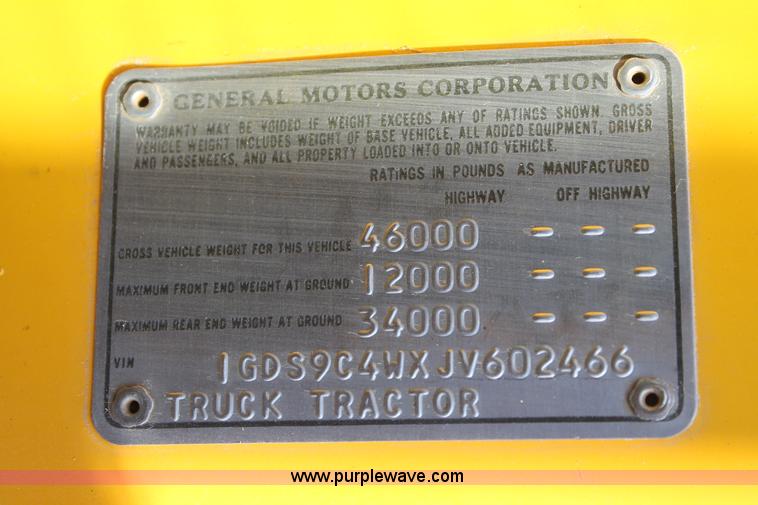 GENERAL MOTORS CORPORATION
WARRANTY MAY BE VOIDED IF WEIGHT EXCEEDS ANY OF RATINGS SHOWN. GROSS
VEHICLE WEIGHT INCLUDES WEIGHT OF BASE VEHICLE, ALL ADDED EQUIPMENT, DRIVER
AND PASSENGERS, AND ALL PROPERTY LOADED INTO OR ONTO VEHICLE.
RATINGS IN POUNDS AS MANUFACTURED
HIGHWAY OFF HIGHWAY
GROSS VEHICLE WEIGHT FOR THIS VEHICLE 46000 - - -
MAXIMUM FRONT END WEIGHT AT GROUND 12000 - - -
MAXIMUM REAR END WEIGHT AT GROUND 34000 - - -
VIN 1GDS9C4WXJV602466
TRUCK TRACTOR
www.purplewave.com